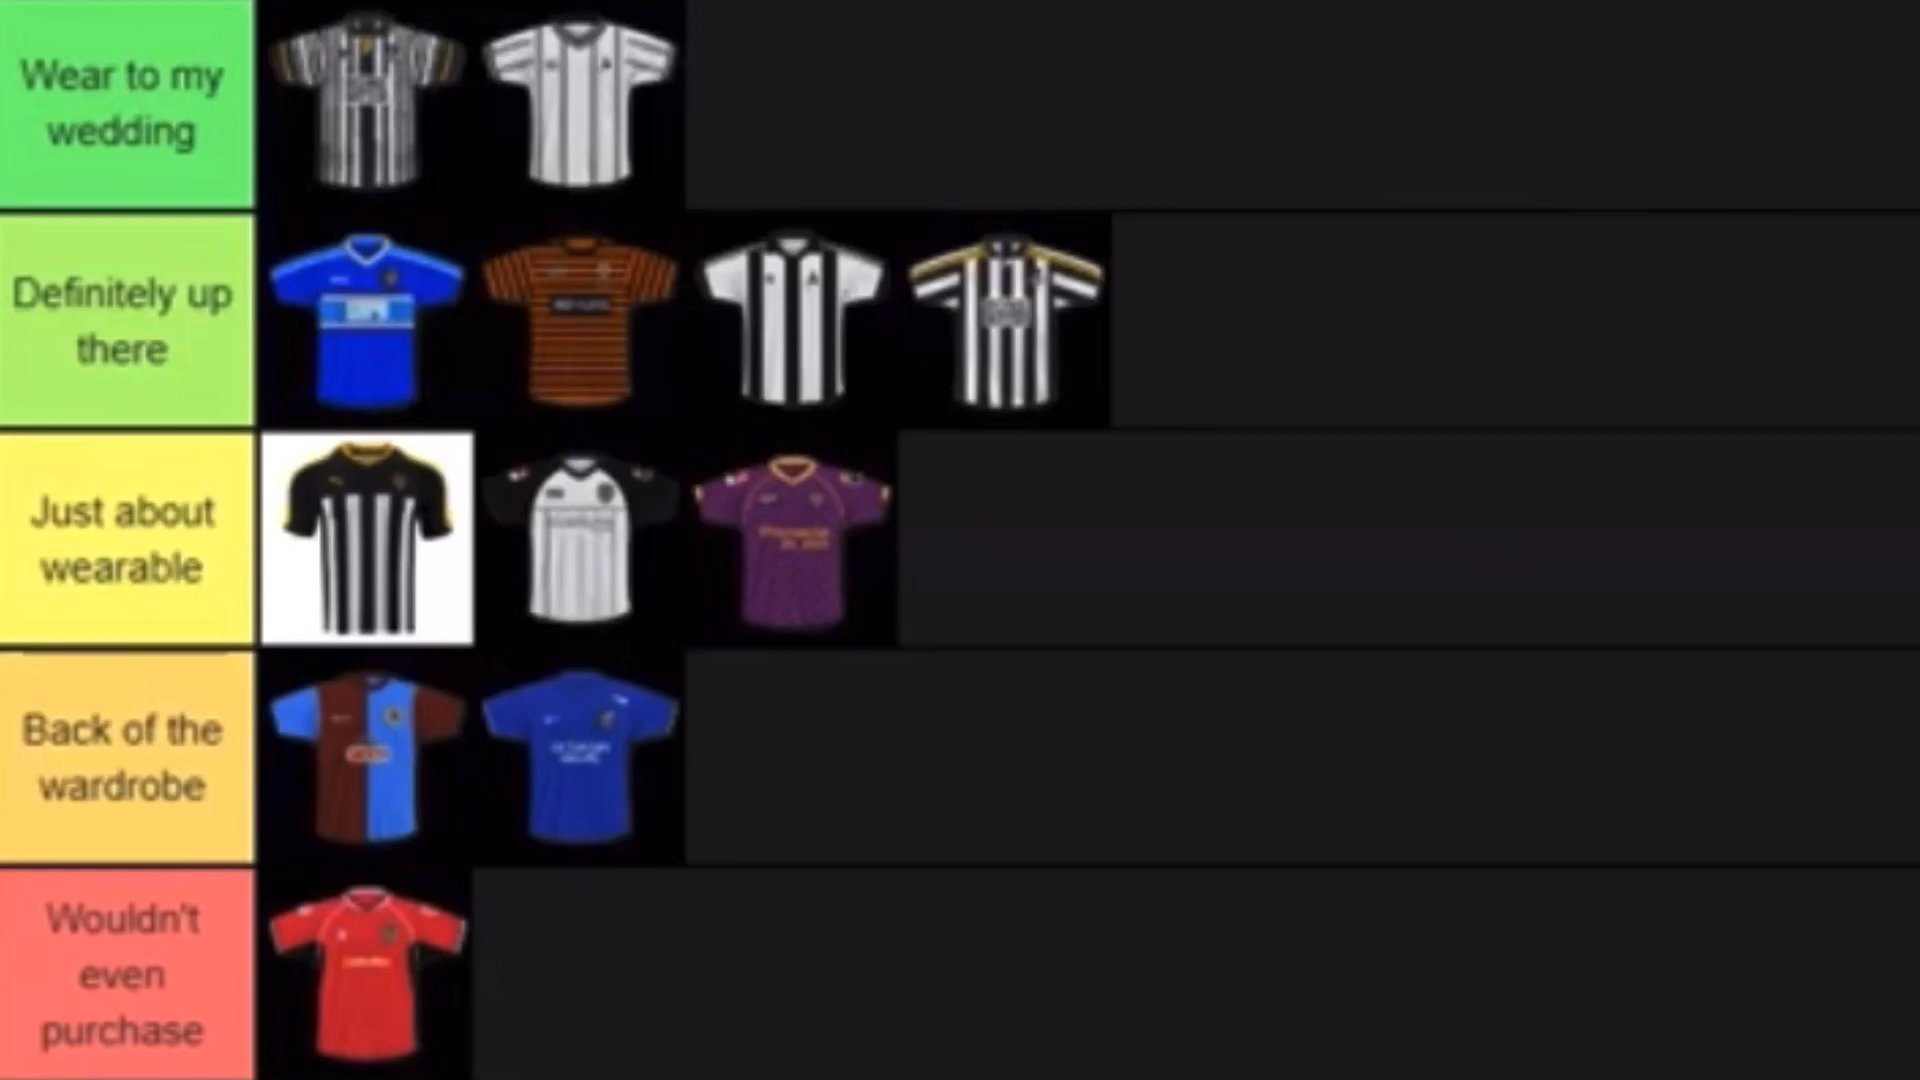 Wear to my
wedding
Definitely up
there
Just about
wearable
Back of the
wardrobe
Wouldn't
even
purchase